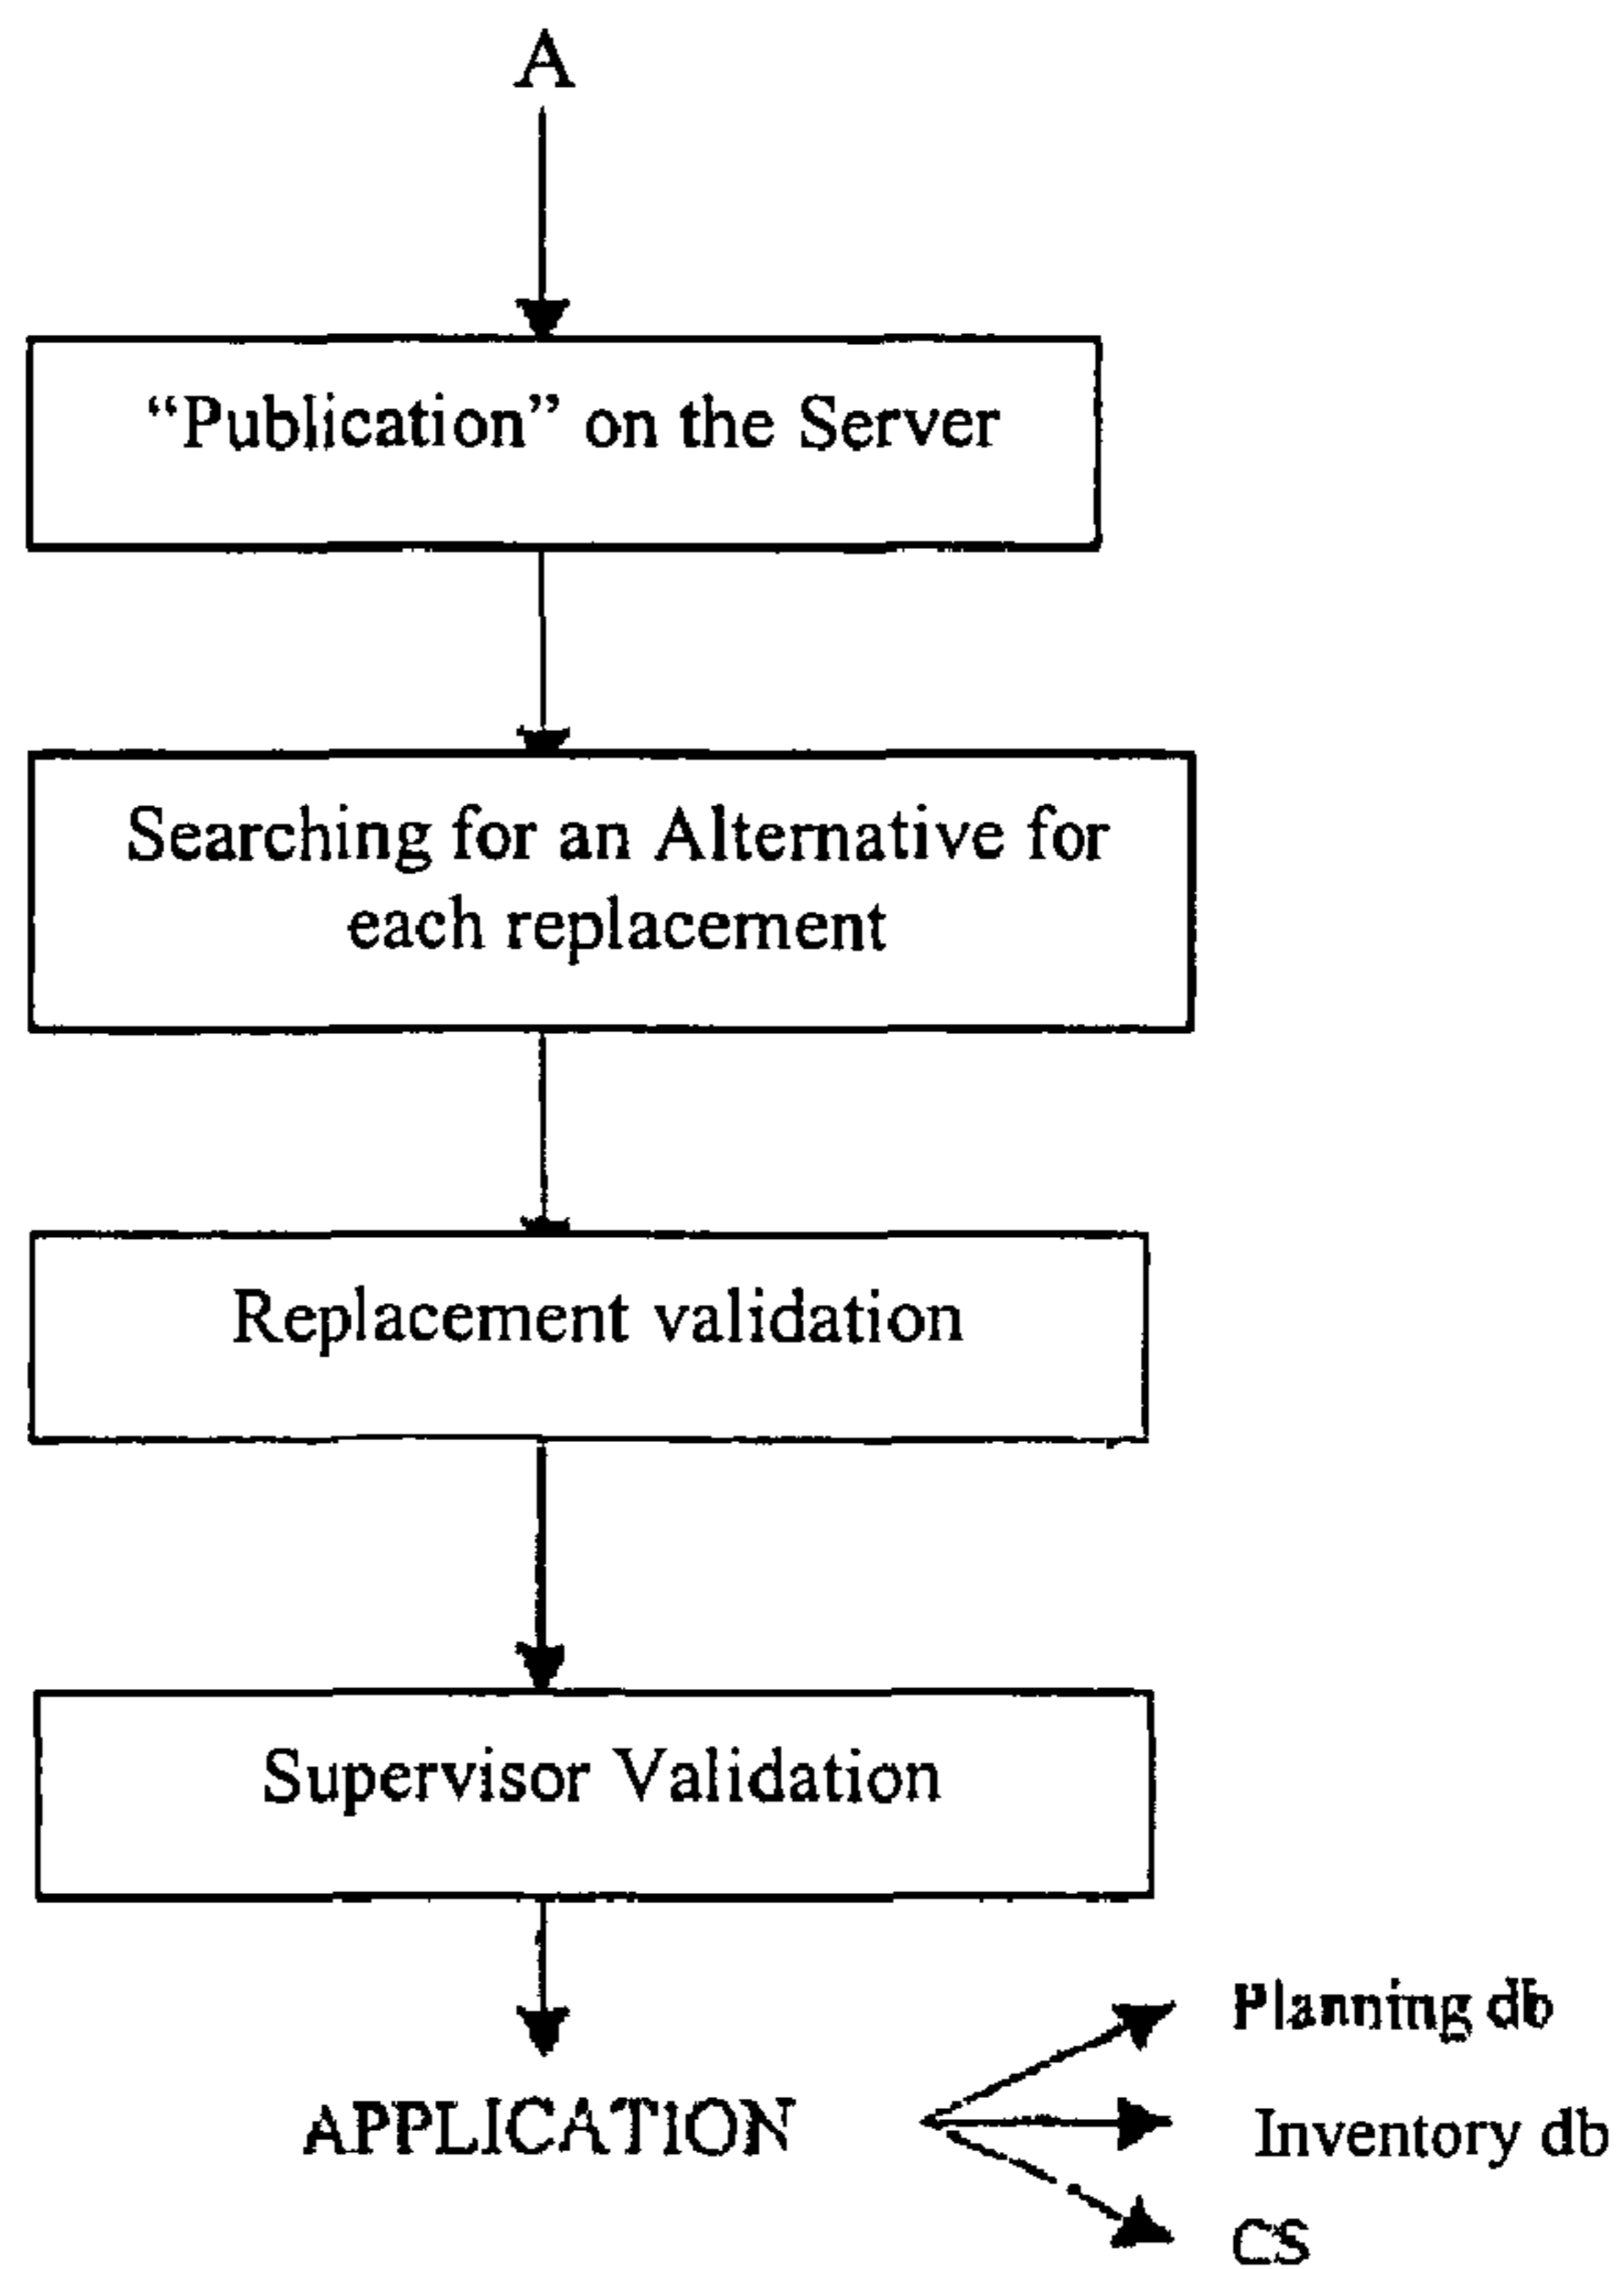 A
“Publication” on the Server
Searching for an Alternative for
each replacement
Replacement validation
Supervisor Validation
APPLICATION
Planning db
Inventory db
CS